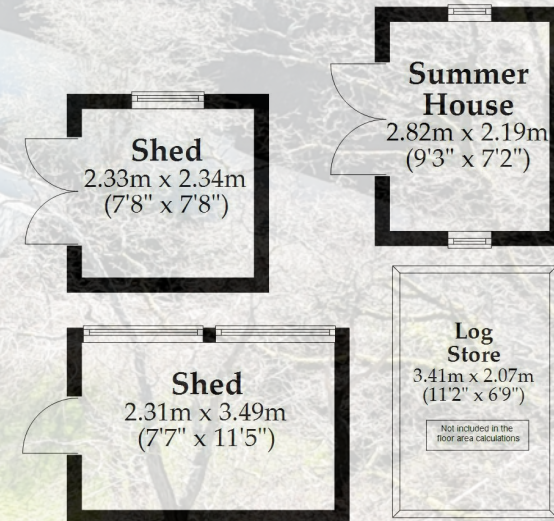 Shed
2.33m x 2.34m
(7'8" x 7'8")
Summer
House
2.82m x 2.19m
(9'3" x 7'2")
Shed
2.31m x 3.49m
(7'7" x 11'5")
Log
Store
3.41m x 2.07m
(11'2" x 6'9")
Not included in the
floor area calculations